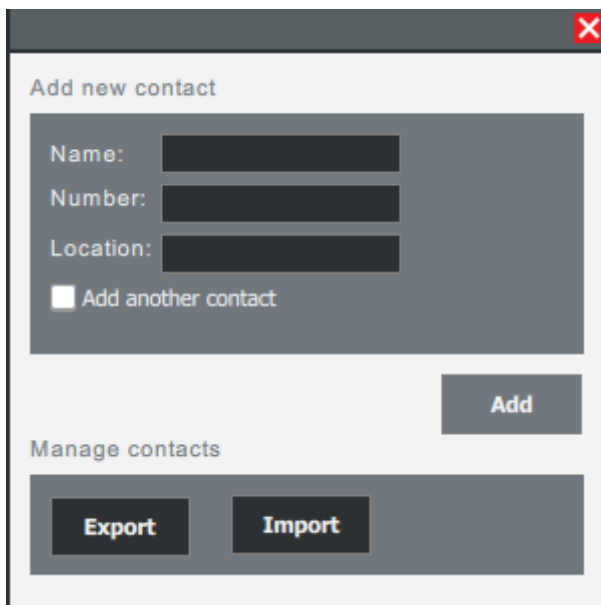 Add new contact
Name:
Number:
Location:
Add another contact
Add
Manage contacts
Export Import